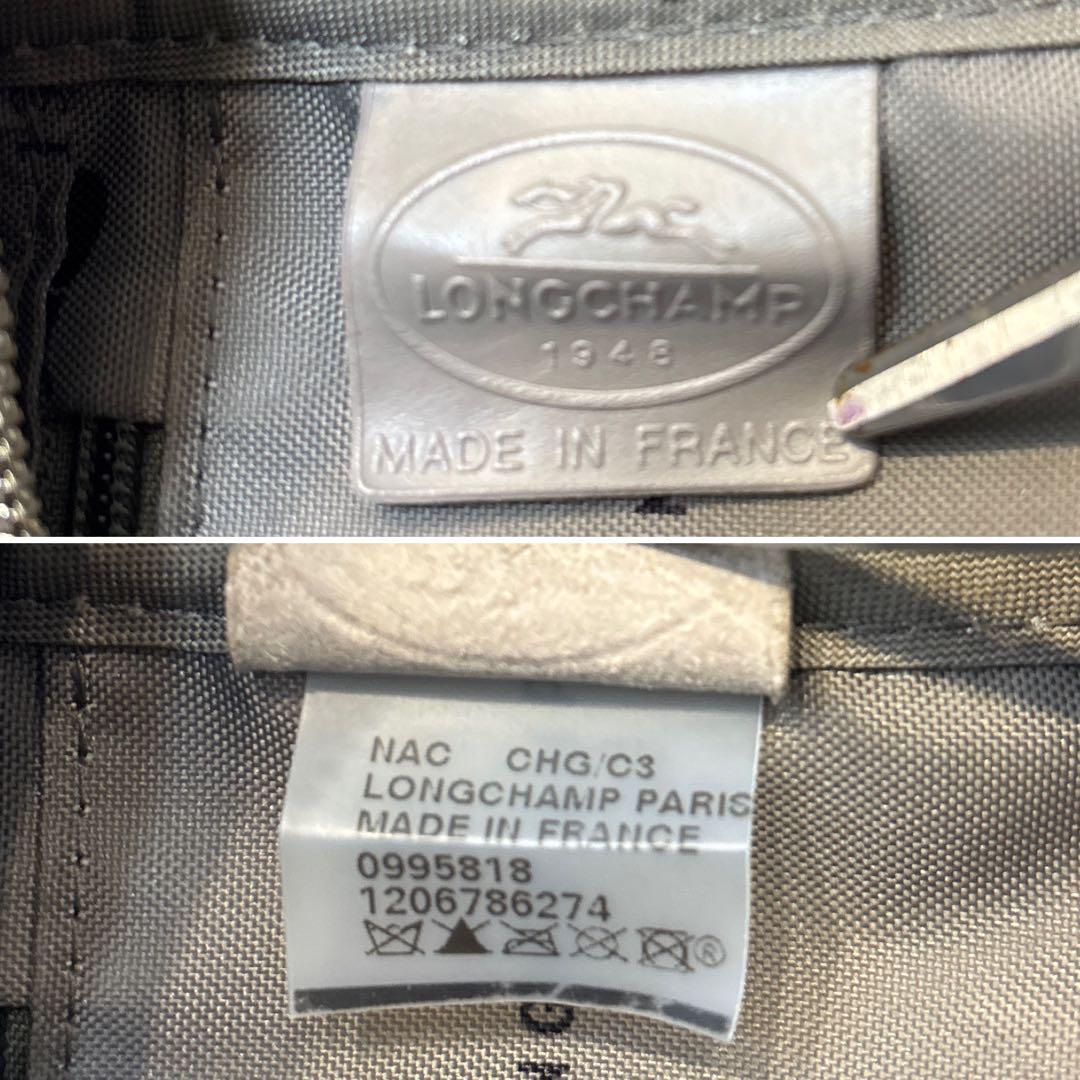 LONGCHAMP
1948
MADE IN FRANCE
NAC CHG/C3
LONGCHAMP PARIS
MADE IN FRANCE
0995818
1206786274
®
G